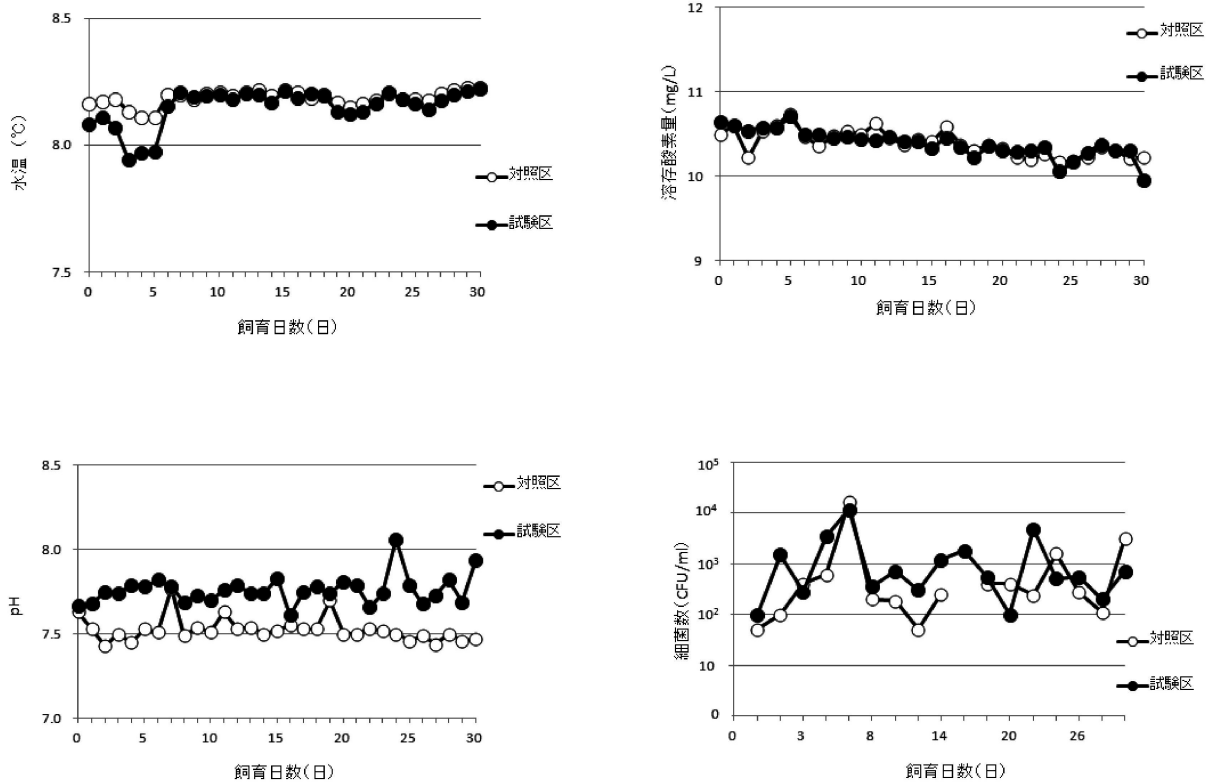 8.5
8.0
7.5
水温 (℃)
0 5 10 15 20 25 30
飼育日数(日)
対照区
試験区
12
11
10
9
溶存酸素量(mg/L)
0 5 10 15 20 25 30
飼育日数(日)
対照区
試験区
8.5
8.0
7.5
7.0
pH
0 5 10 15 20 25 30
飼育日数(日)
対照区
試験区
10⁵
10⁴
10³
10²
10
0
細菌数(CFU/ml)
0 3 8 14 20 26
飼育日数(日)
対照区
試験区